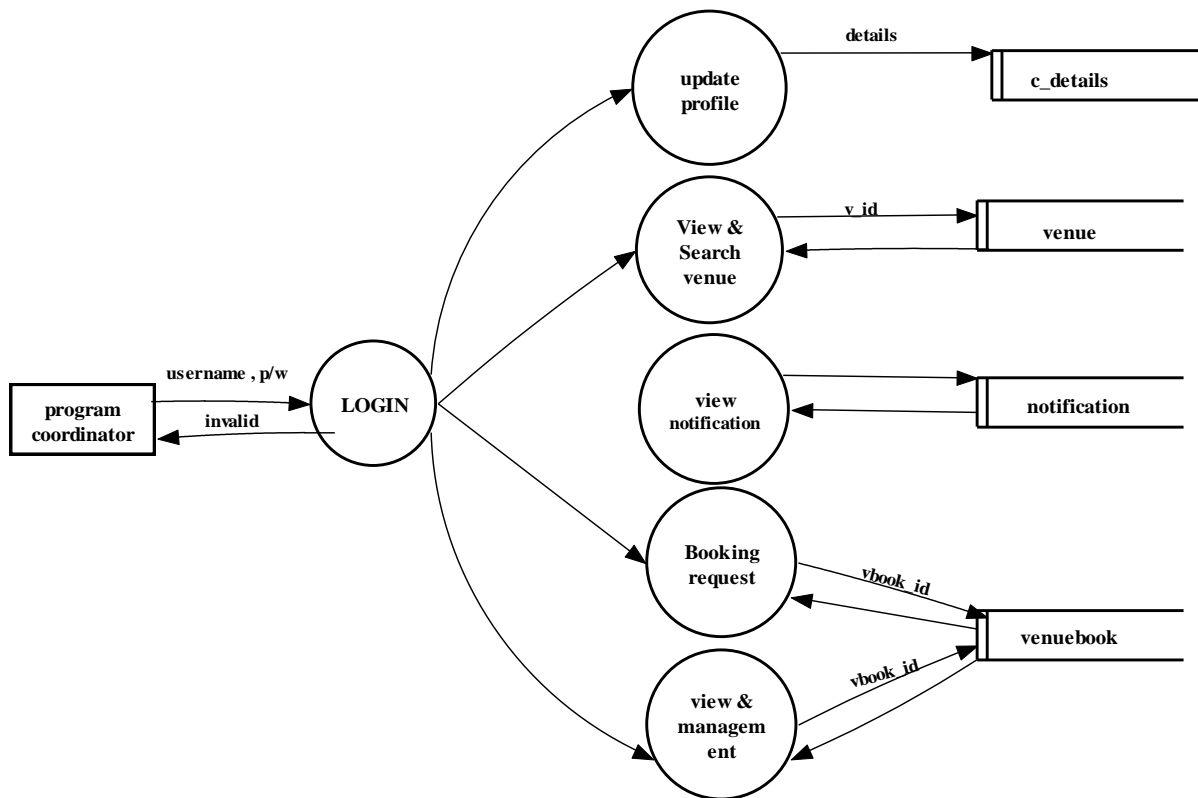 details
update
profile
c_details
View &
Search
venue
v_id
venue
username , p/w
program
coordinator
invalid
LOGIN
view
notification
notification
Booking
request
vbook_id
venuebook
vbook_id
view &
managem
ent